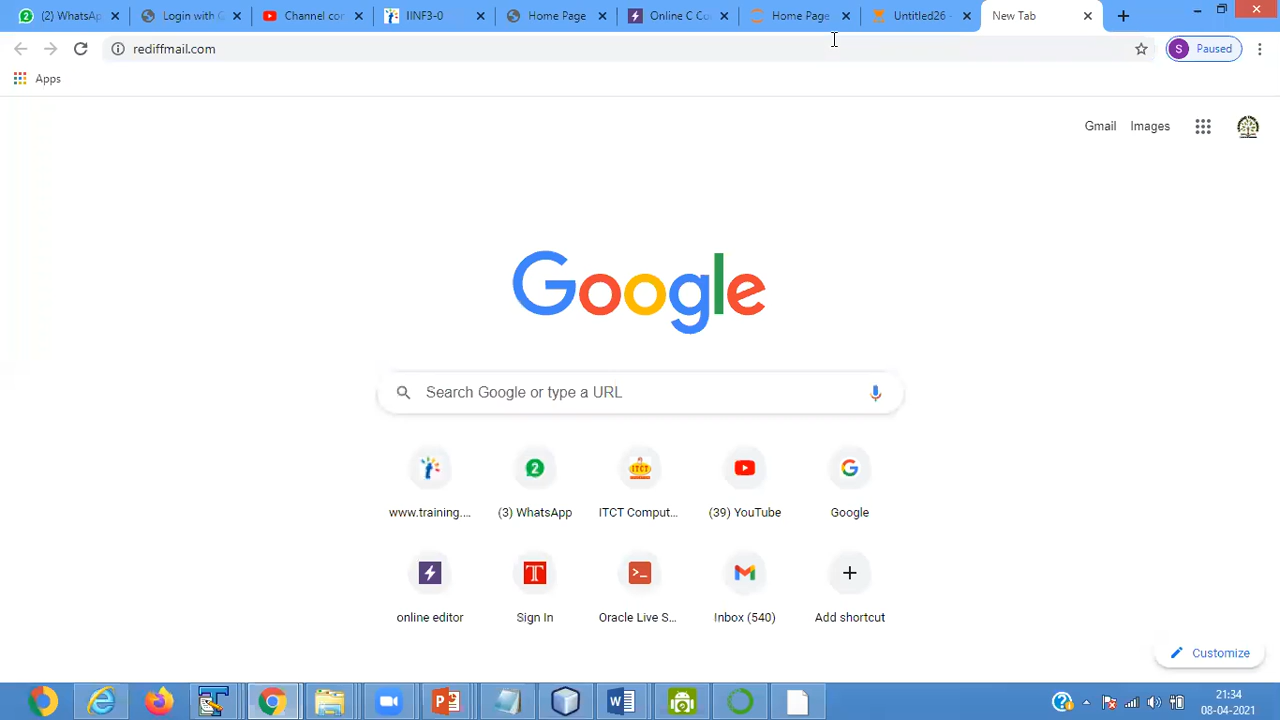 (2) WhatsA
Login with G
Channel con
IINF3-0
Home Page
Online C Co
Home Page
Untitled26 -
New Tab
rediffmail.com
S Paused
Apps
Gmail
Images
Google
Search Google or type a URL
www.training....
(3) WhatsApp
ITCT Comput...
(39) YouTube
Google
online editor
Sign In
Oracle Live S...
Inbox (540)
Add shortcut
Customize
21:34
08-04-2021